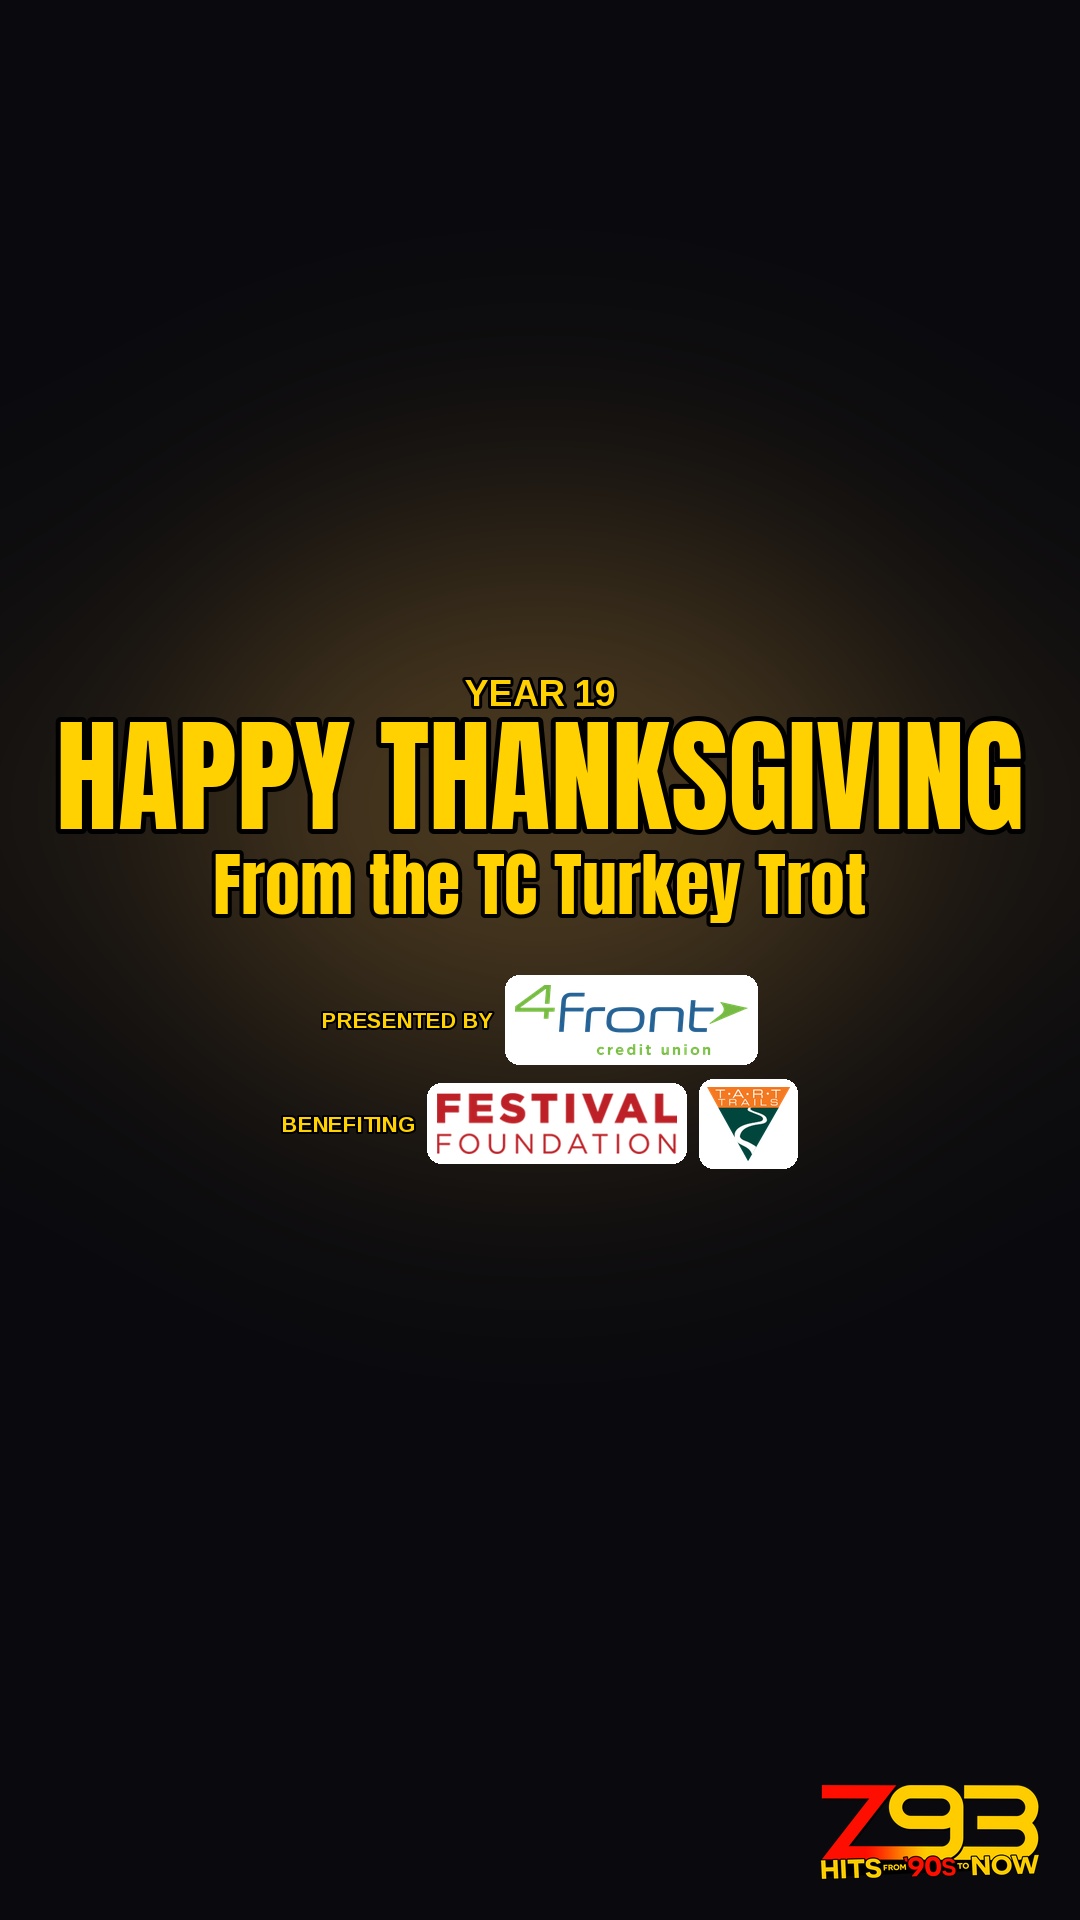 YEAR 19
HAPPY THANKSGIVING
From the TC Turkey Trot
PRESENTED BY
4Front
credit union
BENEFITING
FESTIVAL
FOUNDATION
T·A·R·T
TRAILS
Z93
HITS FROM '90S TO NOW